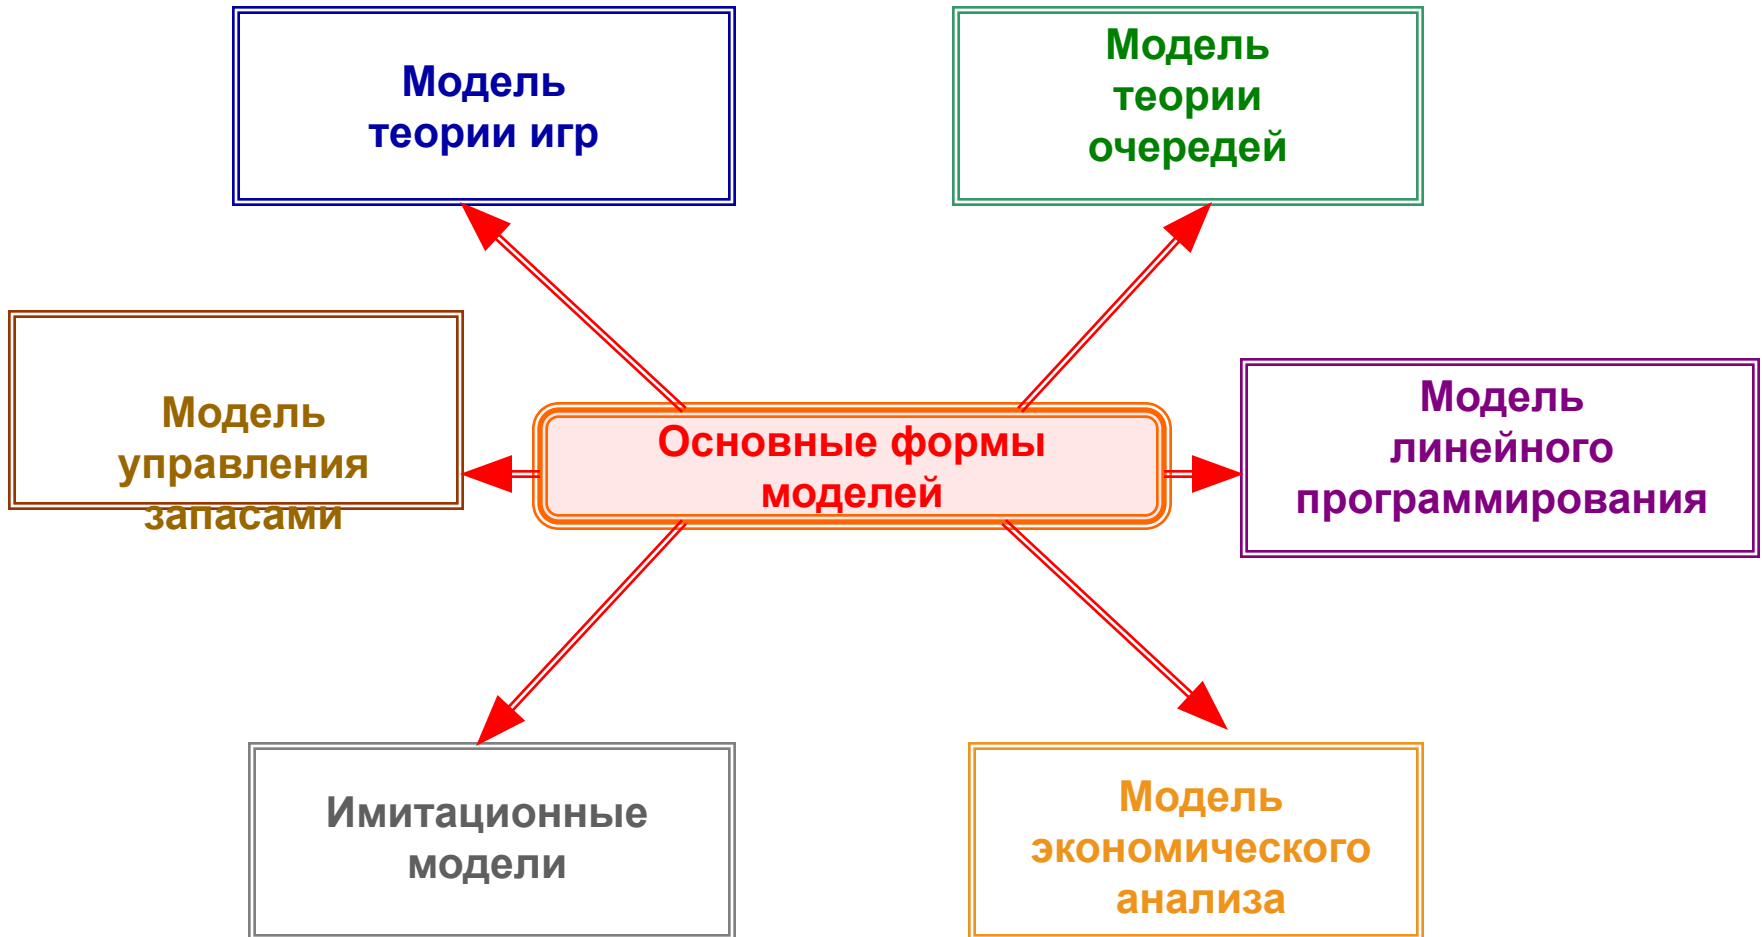 Модель
теории игр
Модель
теории
очередей
Модель
управления
запасами
Основные формы
моделей
Модель
линейного
программирования
Имитационные
модели
Модель
экономического
анализа